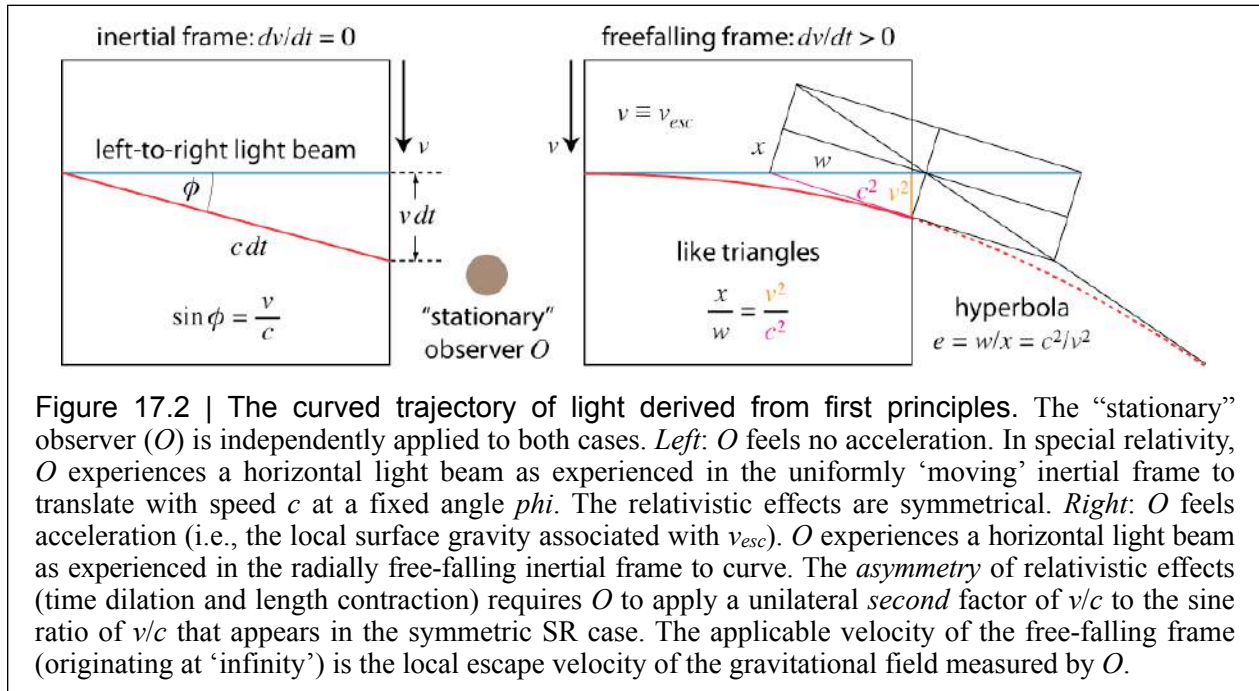 inertial frame: dv/dt = 0
left-to-right light beam
v
ϕ
v dt
c dt
sin ϕ = v/c
"stationary"
observer O
freefalling frame: dv/dt > 0
v ≡ v_esc
v
x
w
c² v²
like triangles
x/w = v²/c²
hyperbola
e = w/x = c²/v²
Figure 17.2 | The curved trajectory of light derived from first principles. The “stationary”
observer (O) is independently applied to both cases. Left: O feels no acceleration. In special relativity,
O experiences a horizontal light beam as experienced in the uniformly ‘moving’ inertial frame to
translate with speed c at a fixed angle phi. The relativistic effects are symmetrical. Right: O feels
acceleration (i.e., the local surface gravity associated with v_esc). O experiences a horizontal light beam
as experienced in the radially free-falling inertial frame to curve. The asymmetry of relativistic effects
(time dilation and length contraction) requires O to apply a unilateral second factor of v/c to the sine
ratio of v/c that appears in the symmetric SR case. The applicable velocity of the free-falling frame
(originating at ‘infinity’) is the local escape velocity of the gravitational field measured by O.